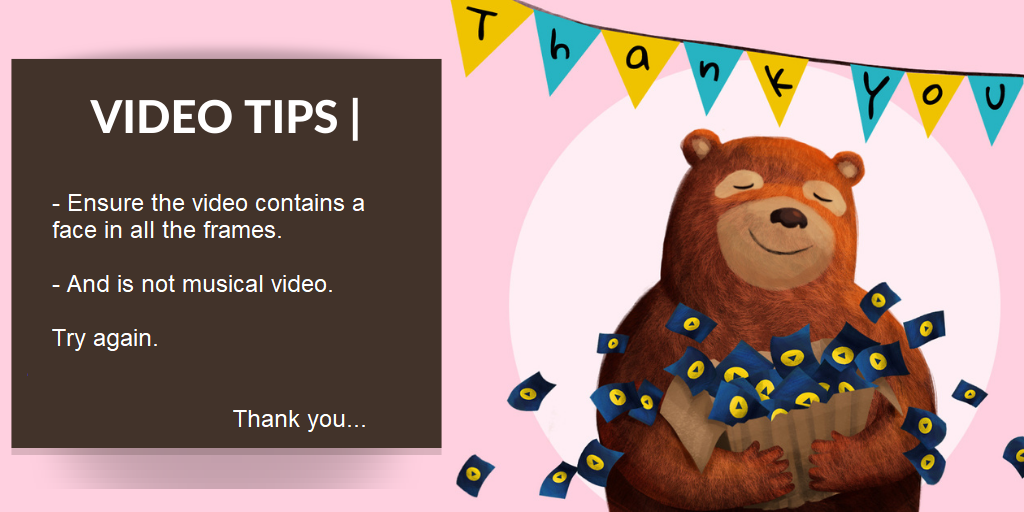 Thank You
VIDEO TIPS |
- Ensure the video contains a
face in all the frames.
- And is not musical video.
Try again.
Thank you...